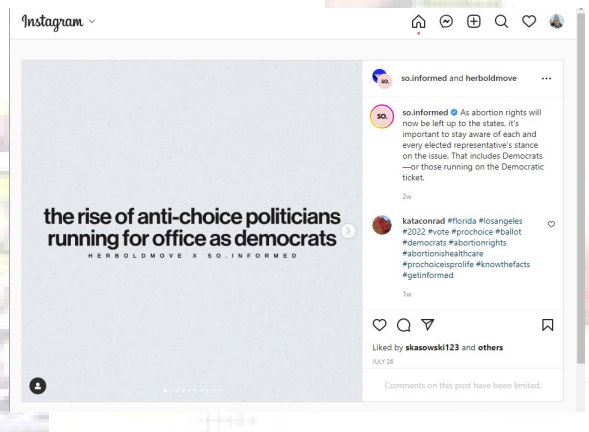 Instagram
so.informed and herboldmove
so.
so.
so.informed As abortion rights will
now be left up to the states, it's
important to stay aware of each and
every elected representative's stance
on the issue. That includes Democrats
—or those running on the Democratic
ticket.
2w
the rise of anti-choice politicians
running for office as democrats
HERBOLDMOVE X SO.INFORMED
kataconrad #florida #losangeles
#2022 #vote #prochoice #ballot
#democrats #abortionrights
#abortionishealthcare
#prochoiceisprolife #knowthefacts
#getinformed
1w
Liked by skasowski123 and others
JULY 26
Comments on this post have been limited.